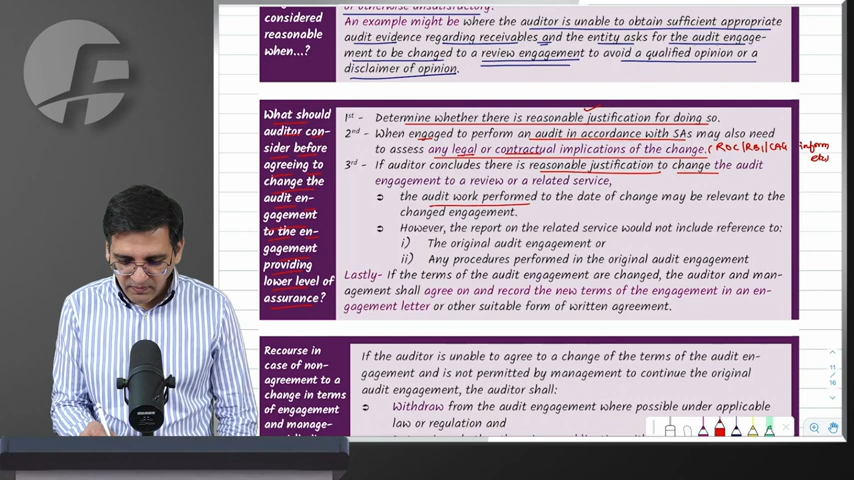 considered
reasonable
when...?
or otherwise unsatisfactory.
An example might be where the auditor is unable to obtain sufficient appropriate
audit evidence regarding receivables and the entity asks for the audit engage-
ment to be changed to a review engagement to avoid a qualified opinion or a
disclaimer of opinion.
What should
auditor con-
sider before
agreeing to
change the
audit en-
gagement
to the en-
gagement
providing
lower level of
assurance?
1st - Determine whether there is reasonable justification for doing so.
2nd - When engaged to perform an audit in accordance with SAs may also need
to assess any legal or contractual implications of the change. (ROC|RBI|CAG inform
etc)
3rd - If auditor concludes there is reasonable justification to change the audit
engagement to a review or a related service,
➲ the audit work performed to the date of change may be relevant to the
changed engagement.
➲ However, the report on the related service would not include reference to:
i) The original audit engagement or
ii) Any procedures performed in the original audit engagement
Lastly- If the terms of the audit engagement are changed, the auditor and man-
agement shall agree on and record the new terms of the engagement in an en-
gagement letter or other suitable form of written agreement.
Recourse in
case of non-
agreement to a
change in terms
of engagement
and manage-
If the auditor is unable to agree to a change of the terms of the audit en-
gagement and is not permitted by management to continue the original
audit engagement, the auditor shall:
➲ Withdraw from the audit engagement where possible under applicable
law or regulation and
11
16